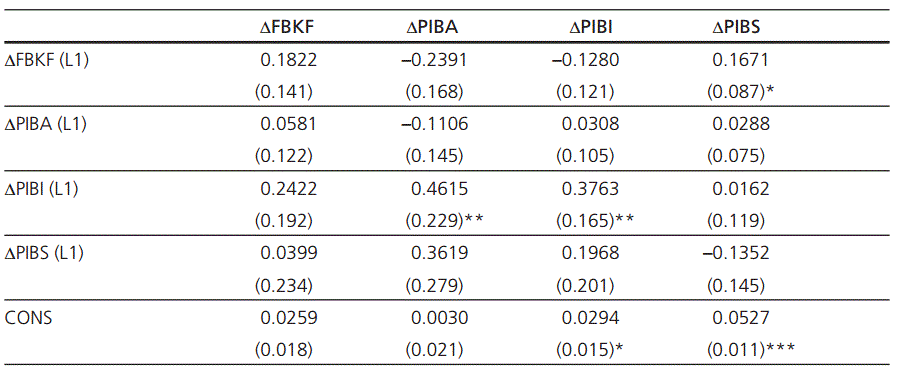 ΔFBKF ΔPIBA ΔPIBI ΔPIBS
ΔFBKF (L1) 0.1822 –0.2391 –0.1280 0.1671
(0.141) (0.168) (0.121) (0.087)*
ΔPIBA (L1) 0.0581 –0.1106 0.0308 0.0288
(0.122) (0.145) (0.105) (0.075)
ΔPIBI (L1) 0.2422 0.4615 0.3763 0.0162
(0.192) (0.229)** (0.165)** (0.119)
ΔPIBS (L1) 0.0399 0.3619 0.1968 –0.1352
(0.234) (0.279) (0.201) (0.145)
CONS 0.0259 0.0030 0.0294 0.0527
(0.018) (0.021) (0.015)* (0.011)***